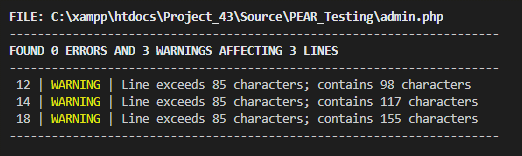 FILE: C:\xampp\htdocs\Project_43\Source\PEAR_Testing\admin.php
----------------------------------------------------------------------
FOUND 0 ERRORS AND 3 WARNINGS AFFECTING 3 LINES
----------------------------------------------------------------------
12 | WARNING | Line exceeds 85 characters; contains 98 characters
14 | WARNING | Line exceeds 85 characters; contains 117 characters
18 | WARNING | Line exceeds 85 characters; contains 155 characters
----------------------------------------------------------------------